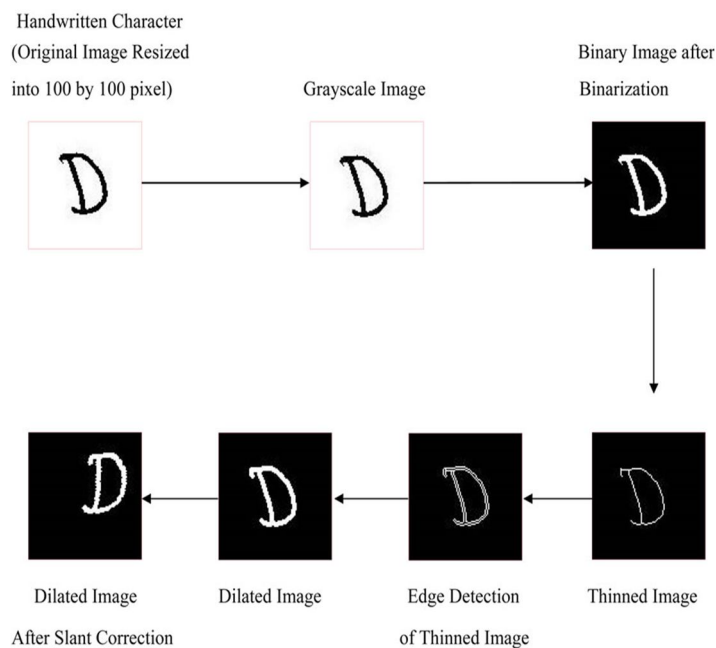 Handwritten Character
(Original Image Resized
into 100 by 100 pixel)
Grayscale Image
Binary Image after
Binarization
D
D
D
D
D
D
D
Dilated Image
After Slant Correction
Dilated Image
Edge Detection
of Thinned Image
Thinned Image